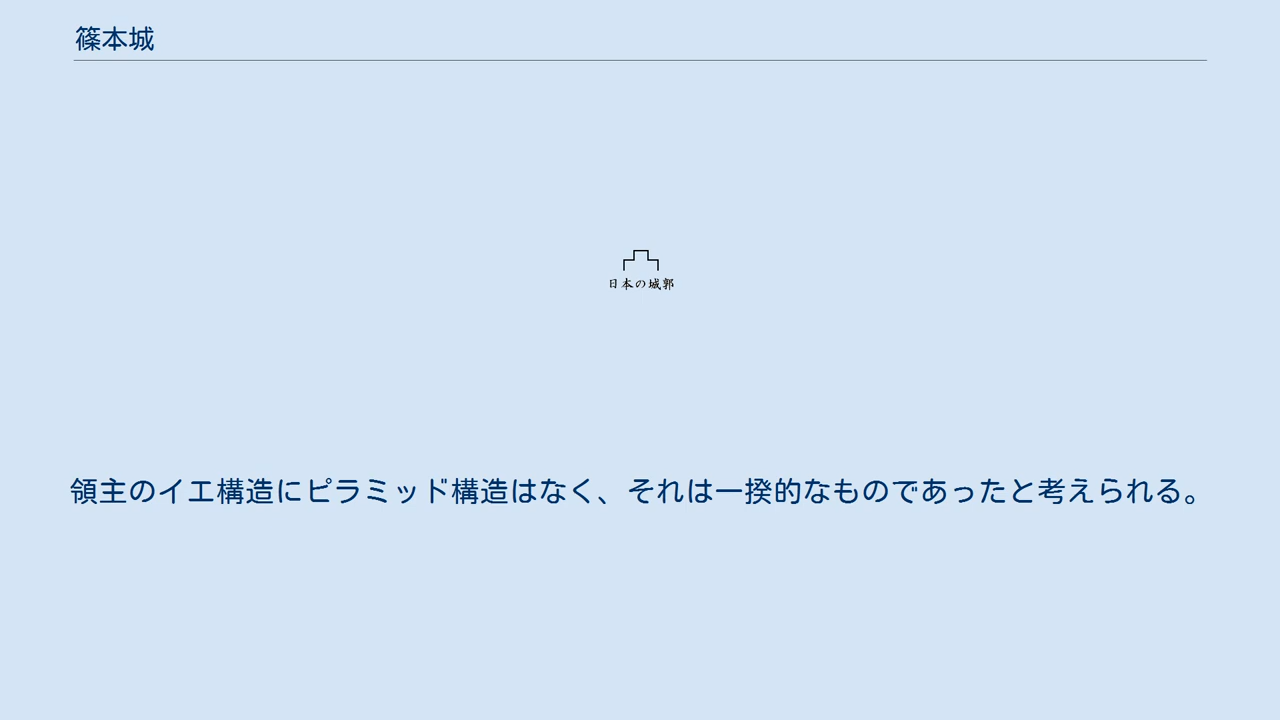 篠本城
日本の城郭
領主のイエ構造にピラミッド構造はなく、それは一揆的なものであったと考えられる。